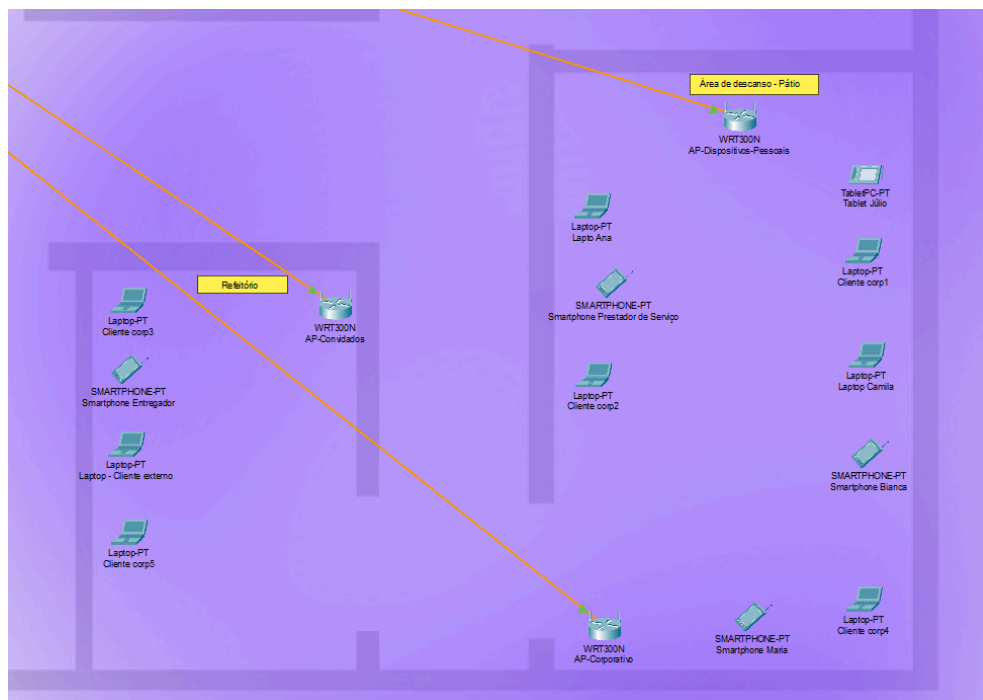 Área de descanso - Pátio
WRT300N
AP-Dispositivos-Pessoais
TabletPC-PT
Tablet Júlio
Laptop-PT
Lapto Ana
Laptop-PT
Cliente corp1
SMARTPHONE-PT
Smartphone Prestador de Serviço
Refeitório
WRT300N
AP-Convidados
Laptop-PT
Cliente corp3
Laptop-PT
Laptop Camila
SMARTPHONE-PT
Smartphone Entregador
Laptop-PT
Cliente corp2
Laptop-PT
Laptop - Cliente externo
SMARTPHONE-PT
Smartphone Bianca
Laptop-PT
Cliente corp5
Laptop-PT
Cliente corp4
SMARTPHONE-PT
Smartphone Maria
WRT300N
AP-Corporativo